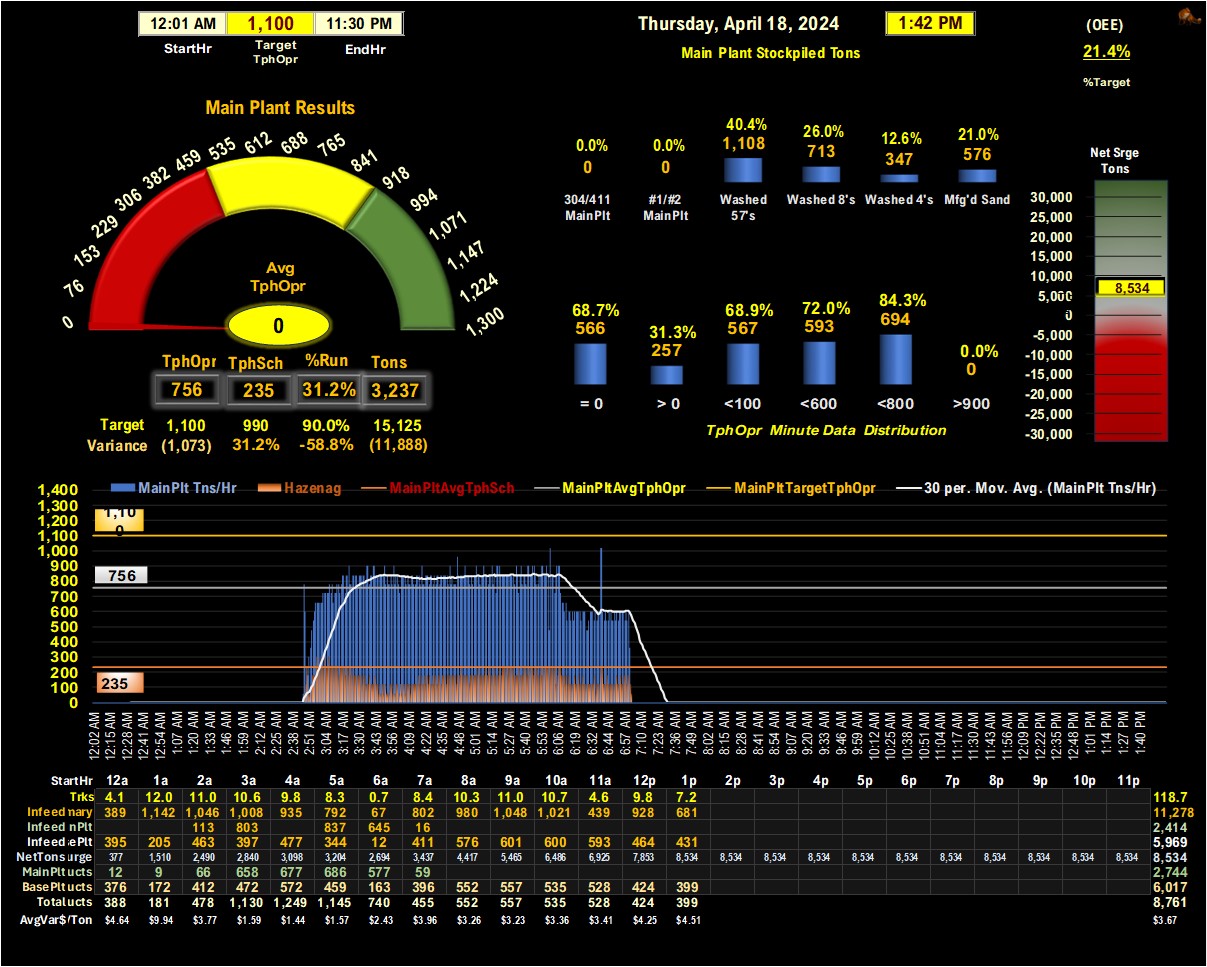 12:01 AM 1,100 11:30 PM
StartHr Target TphOpr EndHr
Thursday, April 18, 2024 1:42 PM
Main Plant Stockpiled Tons
(OEE)
21.4%
%Target
Main Plant Results
0 76 153 229 306 382 459 535 612 688 765 841 918 994 1,071 1,147 1,224 1,300
Avg
TphOpr
0
TphOpr TphSch %Run Tons
756 235 31.2% 3,237
Target 1,100 990 90.0% 15,125
Variance (1,073) 31.2% -58.8% (11,888)
0.0% 0.0% 40.4% 26.0% 12.6% 21.0%
0 0 1,108 713 347 576
304/411 #1/#2 Washed Washed 8's Washed 4's Mfg'd Sand
MainPlt MainPlt 57's
68.7% 31.3% 68.9% 72.0% 84.3% 0.0%
566 257 567 593 694 0
= 0 > 0 <100 <600 <800 >900
TphOpr Minute Data Distribution
Net Srge
Tons
30,000
25,000
20,000
15,000
10,000
8,534
5,000
0
-5,000
-10,000
-15,000
-20,000
-25,000
-30,000
MainPlt Tns/Hr Hazenag MainPltAvgTphSch MainPltAvgTphOpr MainPltTargetTphOpr 30 per. Mov. Avg. (MainPlt Tns/Hr)
1,400
1,300
1,200
1,100
1,000
900
800
700
600
500
400
300
200
100
0
1,100
756
235
12:02 AM 12:15 AM 12:28 AM 12:41 AM 12:54 AM 1:07 AM 1:20 AM 1:33 AM 1:46 AM 1:59 AM 2:12 AM 2:25 AM 2:38 AM 2:51 AM 3:04 AM 3:17 AM 3:30 AM 3:43 AM 3:56 AM 4:09 AM 4:22 AM 4:35 AM 4:48 AM 5:01 AM 5:14 AM 5:27 AM 5:40 AM 5:53 AM 6:06 AM 6:19 AM 6:32 AM 6:44 AM 6:57 AM 7:10 AM 7:23 AM 7:36 AM 7:49 AM 8:02 AM 8:15 AM 8:28 AM 8:41 AM 8:54 AM 9:07 AM 9:20 AM 9:33 AM 9:46 AM 9:59 AM 10:12 AM 10:25 AM 10:38 AM 10:51 AM 11:04 AM 11:17 AM 11:30 AM 11:43 AM 11:56 AM 12:09 PM 12:22 PM 12:35 PM 12:48 PM 1:01 PM 1:14 PM 1:27 PM 1:40 PM
StartHr 12a 1a 2a 3a 4a 5a 6a 7a 8a 9a 10a 11a 12p 1p 2p 3p 4p 5p 6p 7p 8p 9p 10p 11p
Trks 4.1 12.0 11.0 10.6 9.8 8.3 0.7 8.4 10.3 11.0 10.7 4.6 9.8 7.2 118.7
Infeed mary 389 1,142 1,046 1,008 935 792 67 802 980 1,048 1,021 439 928 681 11,278
Infeed nPlt 113 803 837 645 16 2,414
Infeed ePlt 395 205 463 397 477 344 12 411 576 601 600 593 464 431 5,969
NetTons urge 377 1,510 2,490 2,840 3,098 3,204 2,694 3,437 4,417 5,465 6,486 6,925 7,853 8,534 8,534 8,534 8,534 8,534 8,534 8,534 8,534 8,534 8,534 8,534 8,534
MainPlt ucts 12 9 66 658 677 686 577 59 2,744
BasePlt ucts 376 172 412 472 572 459 163 396 552 557 535 528 424 399 6,017
Total ucts 388 181 478 1,130 1,249 1,145 740 455 552 557 535 528 424 399 8,761
AvgVar$/Ton $4.64 $9.94 $3.77 $1.59 $1.44 $1.57 $2.43 $3.96 $3.26 $3.23 $3.36 $3.41 $4.25 $4.51 $3.67